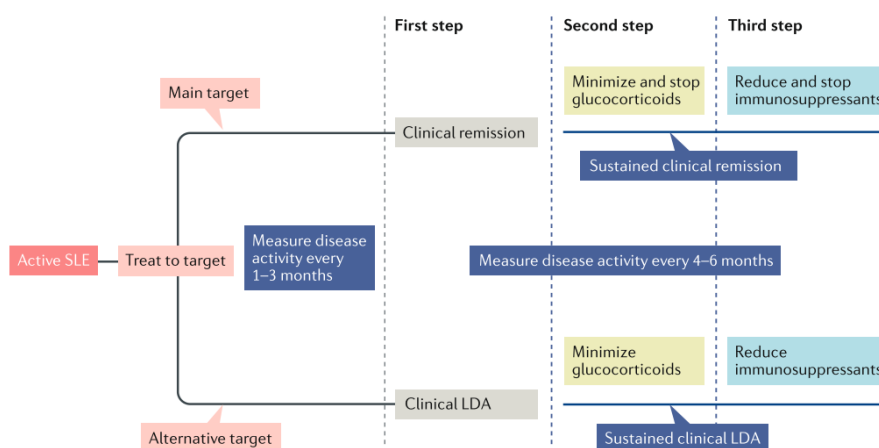 First step
Second step
Third step
Main target
Minimize and stop
glucocorticoids
Reduce and stop
immunosuppressants
Clinical remission
Sustained clinical remission
Active SLE
Treat to target
Measure disease
activity every
1–3 months
Measure disease activity every 4–6 months
Minimize
glucocorticoids
Reduce
immunosuppressants
Clinical LDA
Alternative target
Sustained clinical LDA